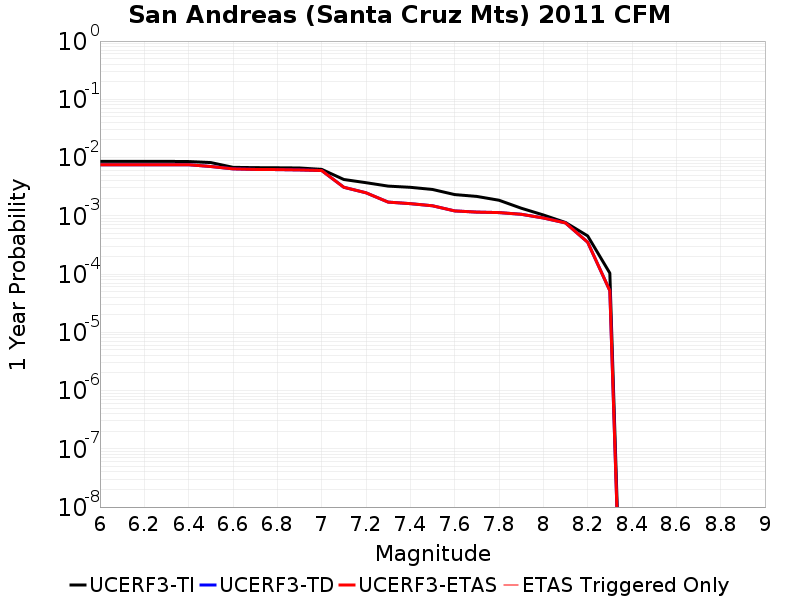 San Andreas (Santa Cruz Mts) 2011 CFM
1 Year Probability
10^0
10^-1
10^-2
10^-3
10^-4
10^-5
10^-6
10^-7
10^-8
6 6.2 6.4 6.6 6.8 7 7.2 7.4 7.6 7.8 8 8.2 8.4 8.6 8.8 9
Magnitude
UCERF3-TI UCERF3-TD UCERF3-ETAS ETAS Triggered Only